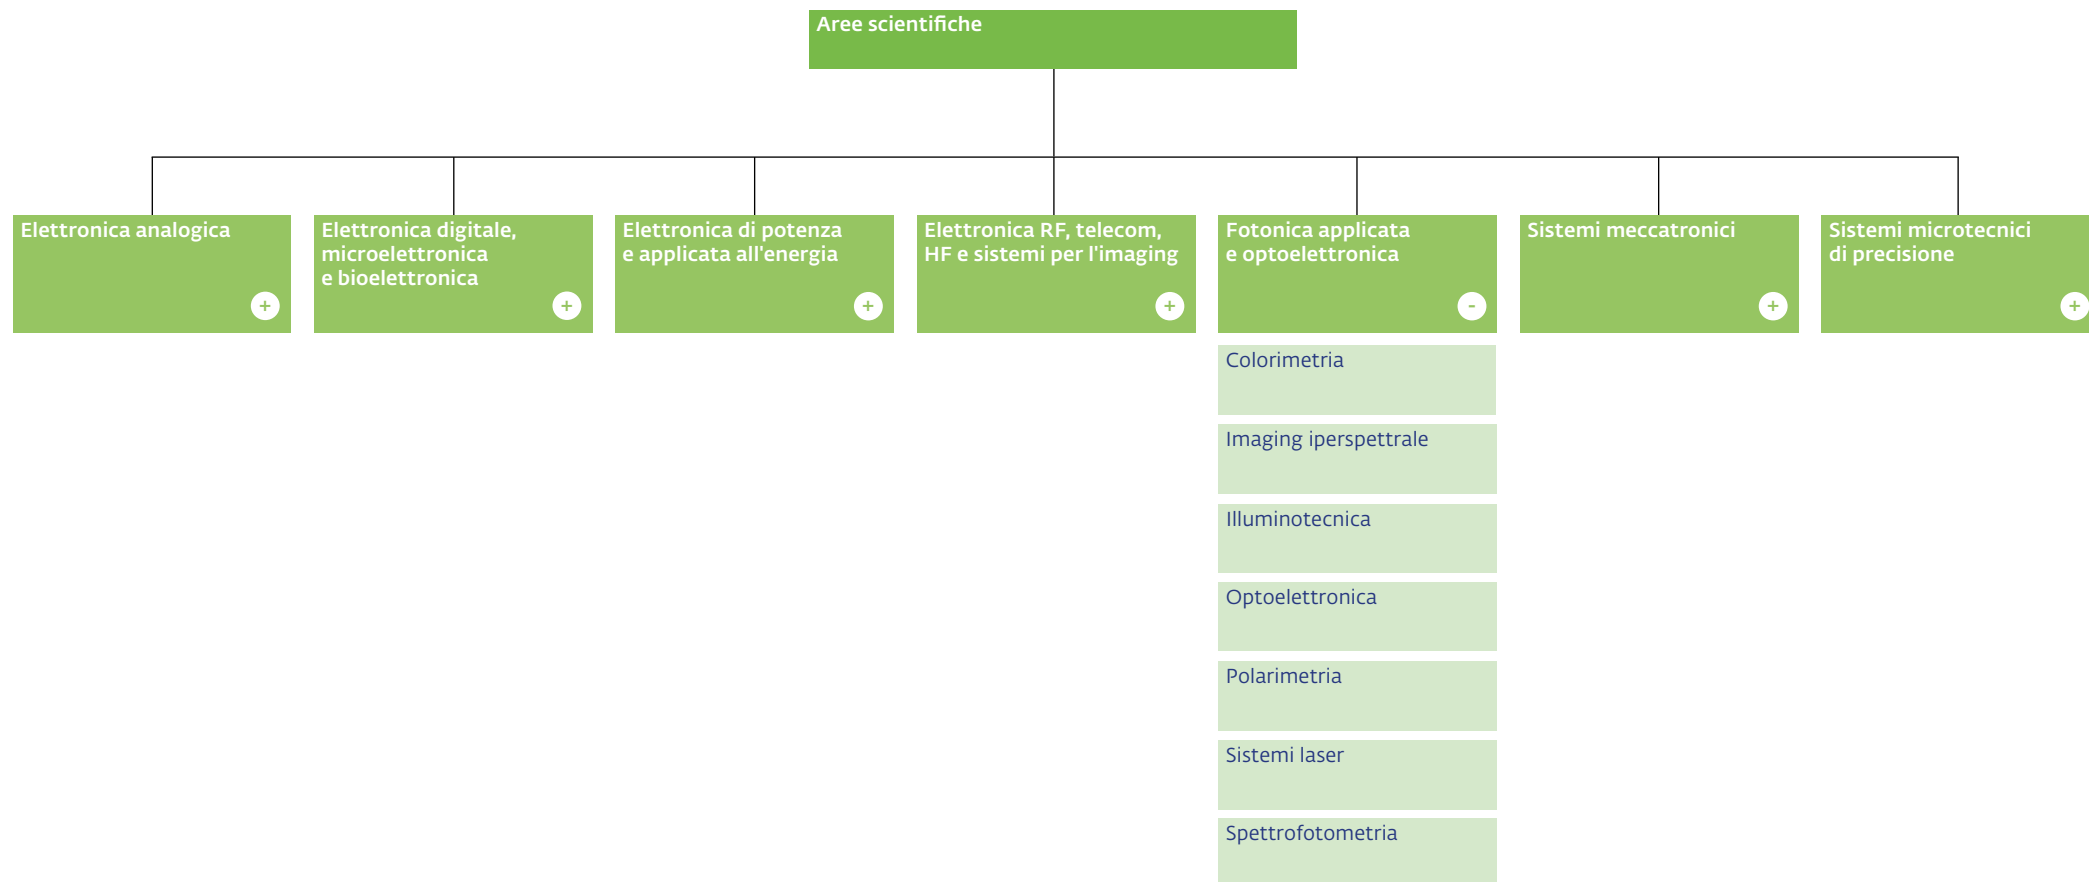 Aree scientifiche
Elettronica analogica
+
Elettronica digitale,
microelettronica
e bioelettronica
+
Elettronica di potenza
e applicata all'energia
+
Elettronica RF, telecom,
HF e sistemi per l'imaging
+
Fotonica applicata
e optoelettronica
-
Sistemi meccatronici
+
Sistemi microtecnici
di precisione
+
Colorimetria
Imaging iperspettrale
Illuminotecnica
Optoelettronica
Polarimetria
Sistemi laser
Spettrofotometria